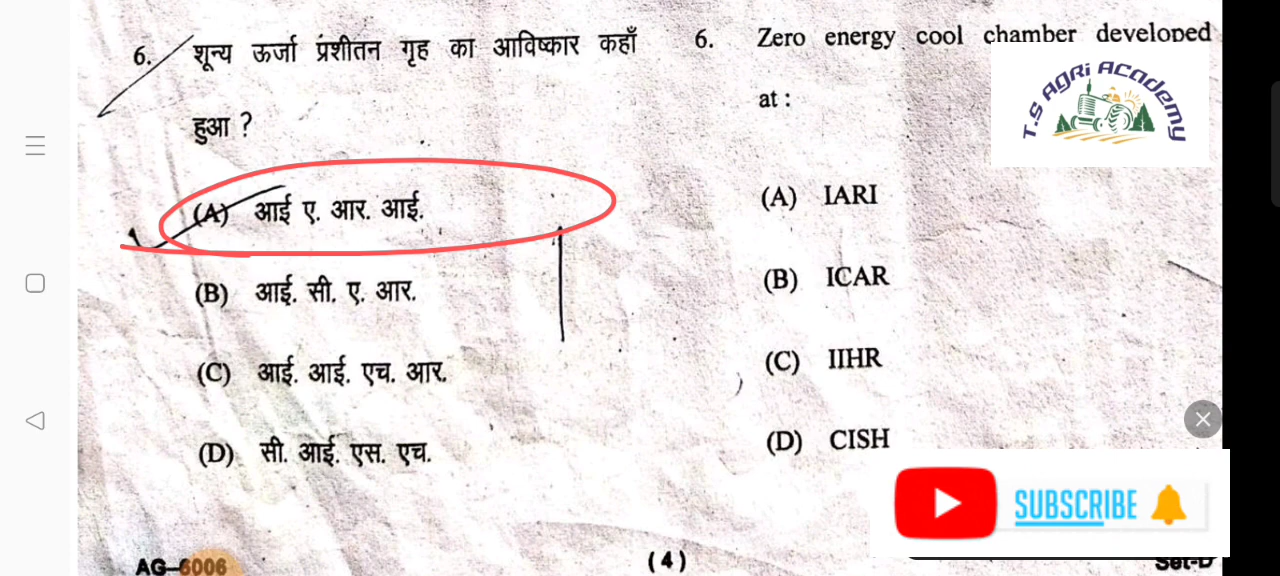 6. शून्य ऊर्जा प्रंशीतन गृह का आविष्कार कहाँ
हुआ ?
(A) आई ए. आर. आई.
(B) आई. सी. ए. आर.
(C) आई. आई. एच. आर.
(D) सी. आई. एस. एच.
6. Zero energy cool chamber developed
at :
(A) IARI
(B) ICAR
(C) IIHR
(D) CISH
T.S AgRi ACademy
SUBSCRIBE
AG–6006
(4)
Set-D